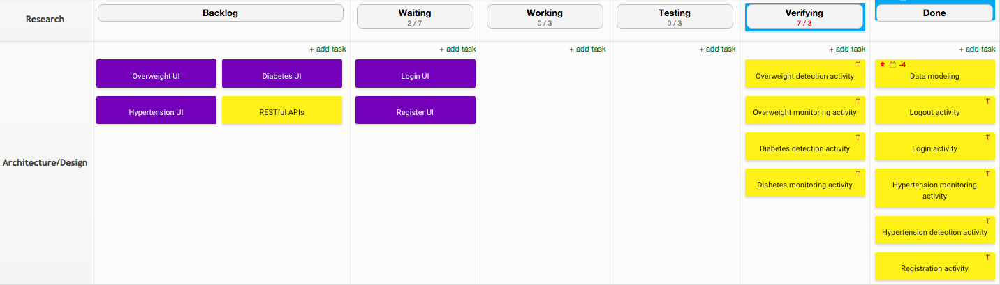 Research
Backlog
Waiting
2 / 7
Working
0 / 3
Testing
0 / 3
Verifying
7 / 3
Done
Architecture/Design
+ add task
Overweight UI
Diabetes UI
Hypertension UI
RESTful APIs
+ add task
Login UI
Register UI
+ add task
+ add task
+ add task
T
Overweight detection activity
T
Overweight monitoring activity
T
Diabetes detection activity
T
Diabetes monitoring activity
+ add task
-4
Data modeling
T
Logout activity
T
Login activity
T
Hypertension monitoring
activity
T
Hypertension detection activity
T
Registration activity